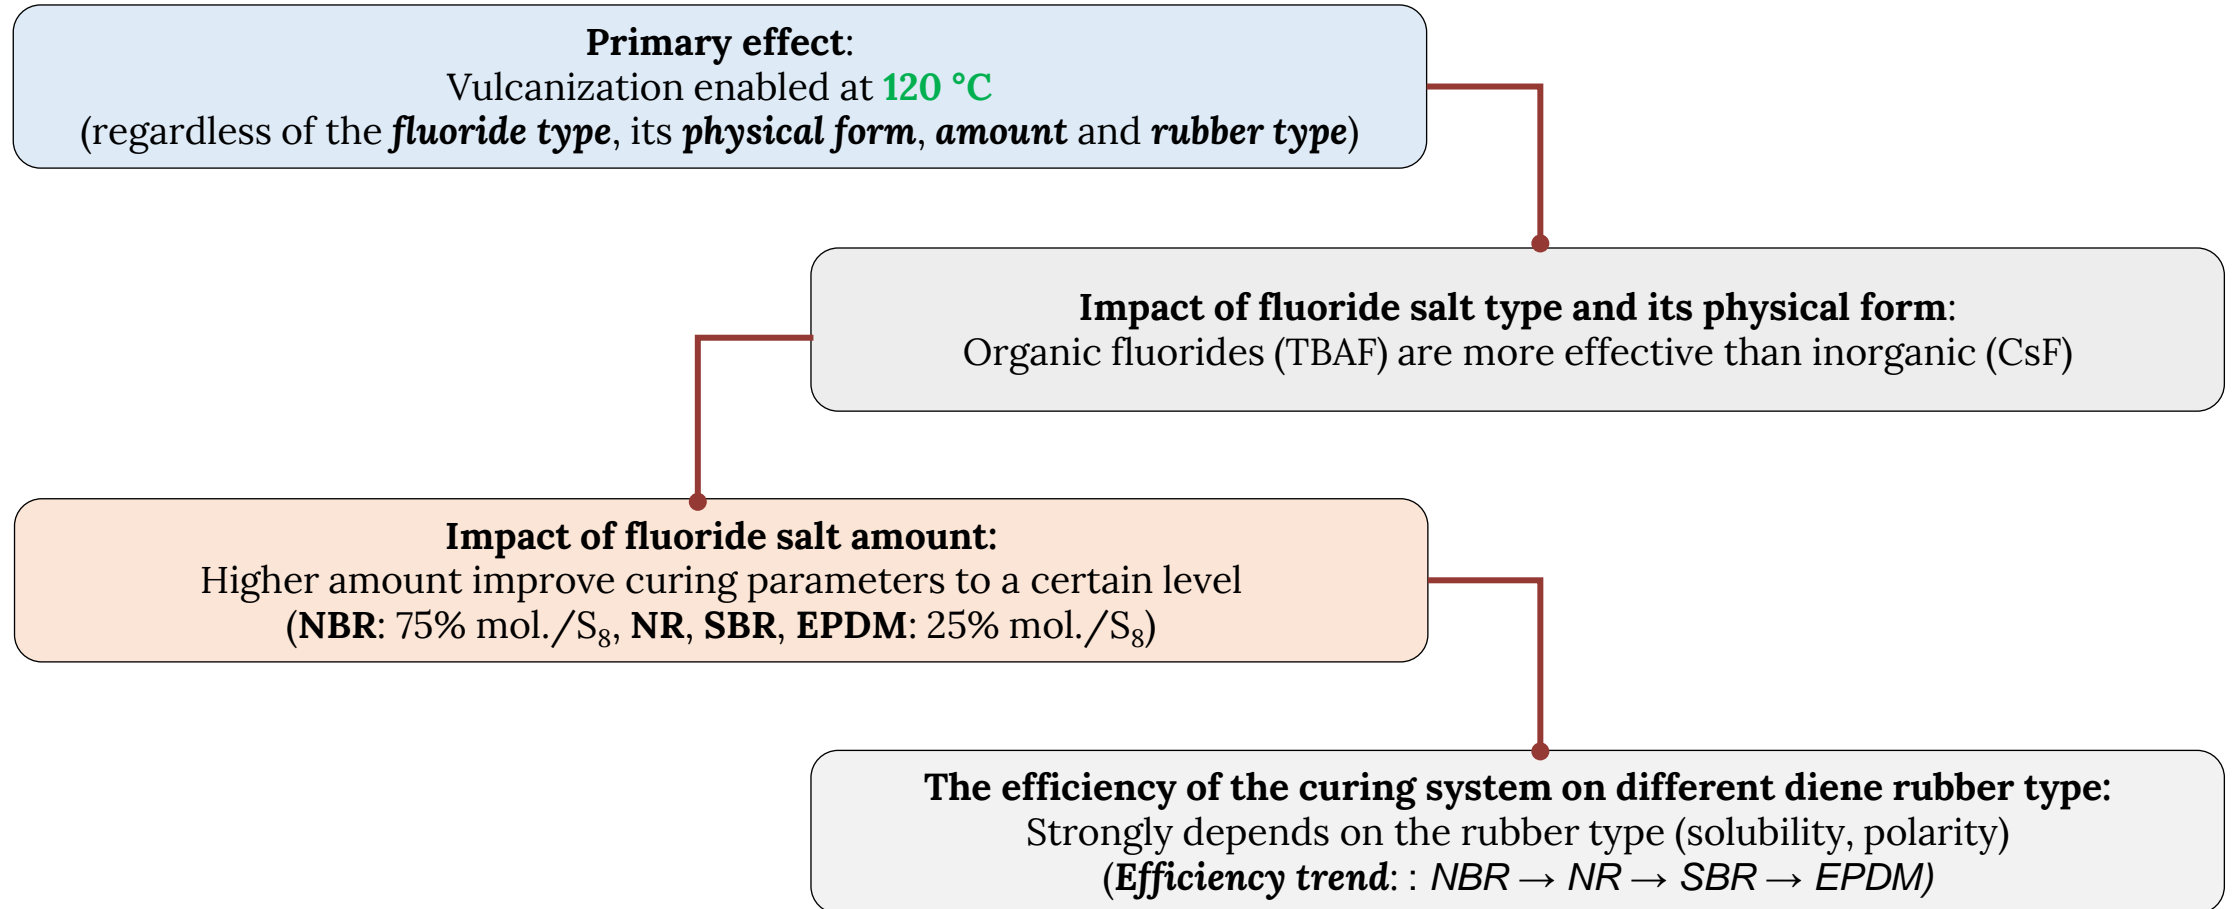 Primary effect:
Vulcanization enabled at 120 °C
(regardless of the fluoride type, its physical form, amount and rubber type)
Impact of fluoride salt type and its physical form:
Organic fluorides (TBAF) are more effective than inorganic (CsF)
Impact of fluoride salt amount:
Higher amount improve curing parameters to a certain level
(NBR: 75% mol./S₈, NR, SBR, EPDM: 25% mol./S₈)
The efficiency of the curing system on different diene rubber type:
Strongly depends on the rubber type (solubility, polarity)
(Efficiency trend: : NBR → NR → SBR → EPDM)